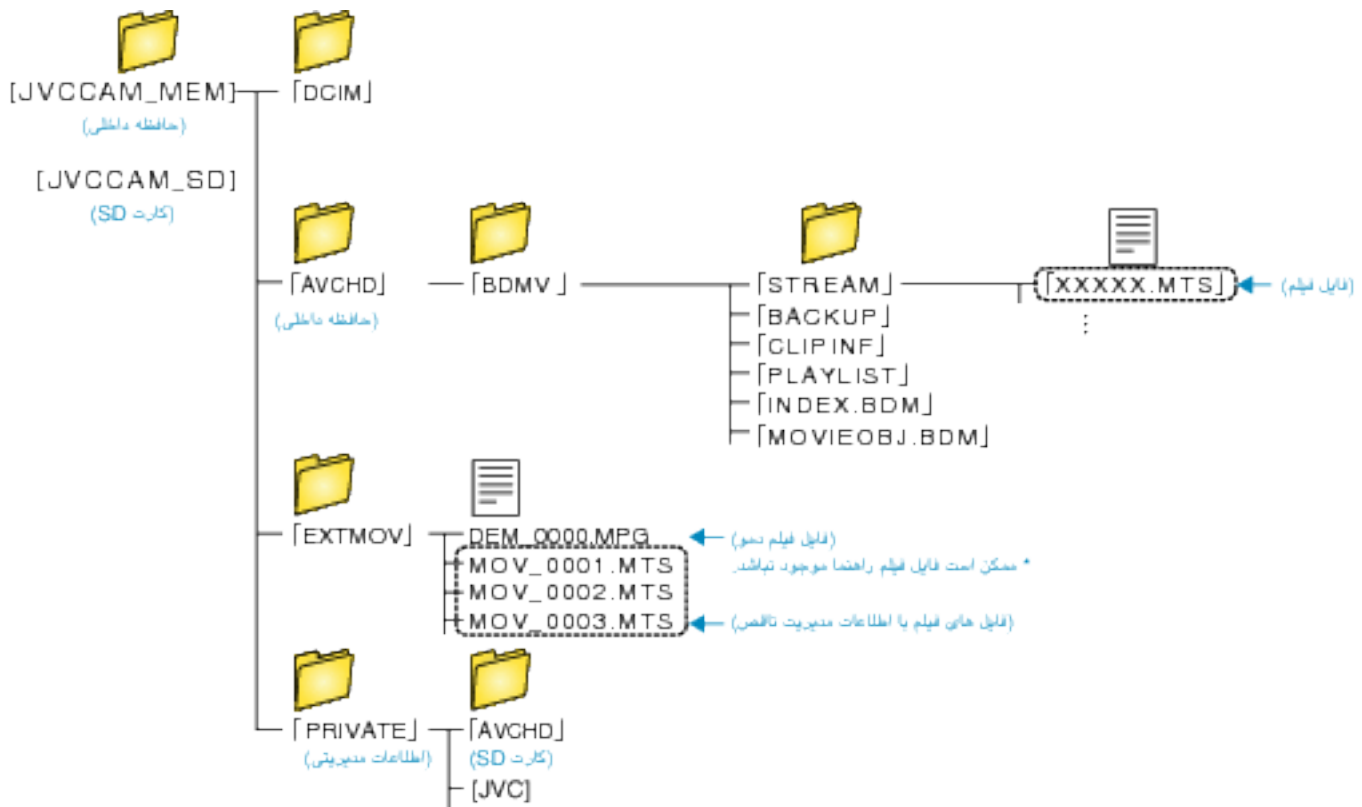 [JVCCAM_MEM]
(حافظه داخلی)
[JVCCAM_SD]
(کارت SD)
「DCIM」
「AVCHD」
(حافظه داخلی)
「BDMV」
「STREAM」
「BACKUP」
「CLIPINF」
「PLAYLIST」
「INDEX.BDM」
「MOVIEOBJ.BDM」
「XXXXX.MTS」
(فایل فیلم)
「EXTMOV」
DEM_0000.MPG
(فایل فیلم دمو)
* ممکن است فایل فیلم راهنما موجود نباشد.
MOV_0001.MTS
MOV_0002.MTS
MOV_0003.MTS
(فایل های فیلم با اطلاعات مدیریت ناقص)
「PRIVATE」
(اطلاعات مدیریتی)
「AVCHD」
(کارت SD)
[JVC]